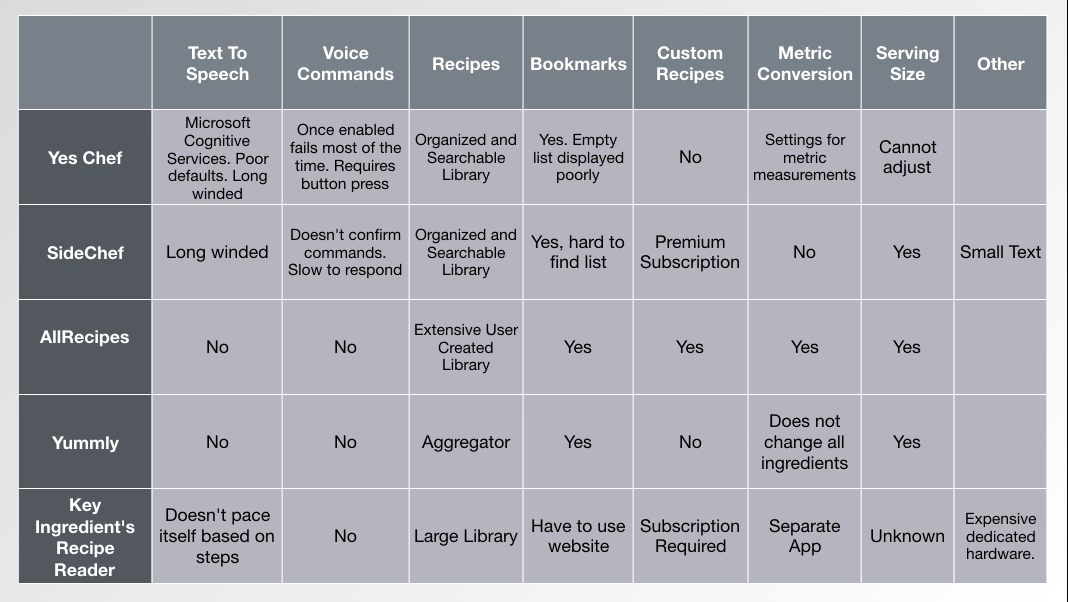 Text To
Speech
Voice
Commands
Recipes
Bookmarks
Custom
Recipes
Metric
Conversion
Serving
Size
Other
Yes Chef
Microsoft
Cognitive
Services. Poor
defaults. Long
winded
Once enabled
fails most of the
time. Requires
button press
Organized and
Searchable
Library
Yes. Empty
list displayed
poorly
No
Settings for
metric
measurements
Cannot
adjust
SideChef
Long winded
Doesn't confirm
commands.
Slow to respond
Organized and
Searchable
Library
Yes, hard to
find list
Premium
Subscription
No
Yes
Small Text
AllRecipes
No
No
Extensive User
Created
Library
Yes
Yes
Yes
Yes
Yummly
No
No
Aggregator
Yes
No
Does not
change all
ingredients
Yes
Key
Ingredient's
Recipe
Reader
Doesn't pace
itself based on
steps
No
Large Library
Have to use
website
Subscription
Required
Separate
App
Unknown
Expensive
dedicated
hardware.